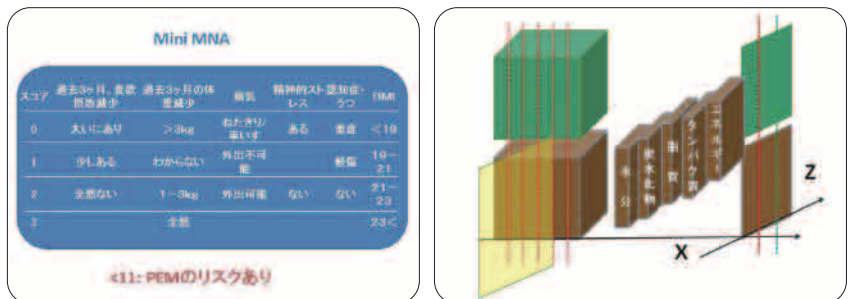 Mini MNA
スコア 過去3ヶ月、食欲摂取減少 過去3ヶ月の体重減少 病気 精神的ストレス 認知症・うつ BMI
0 大いにあり >3kg ねたきり/車いす ある 重症 <19
1 少しある わからない 外出不可能 軽傷 19－21
2 全然ない 1－3kg 外出可能 ない ない 21－23
3 全然 23<
<11: PEMのリスクあり
水分
炭水化物
脂質
タンパク質
エネルギー
Z
X